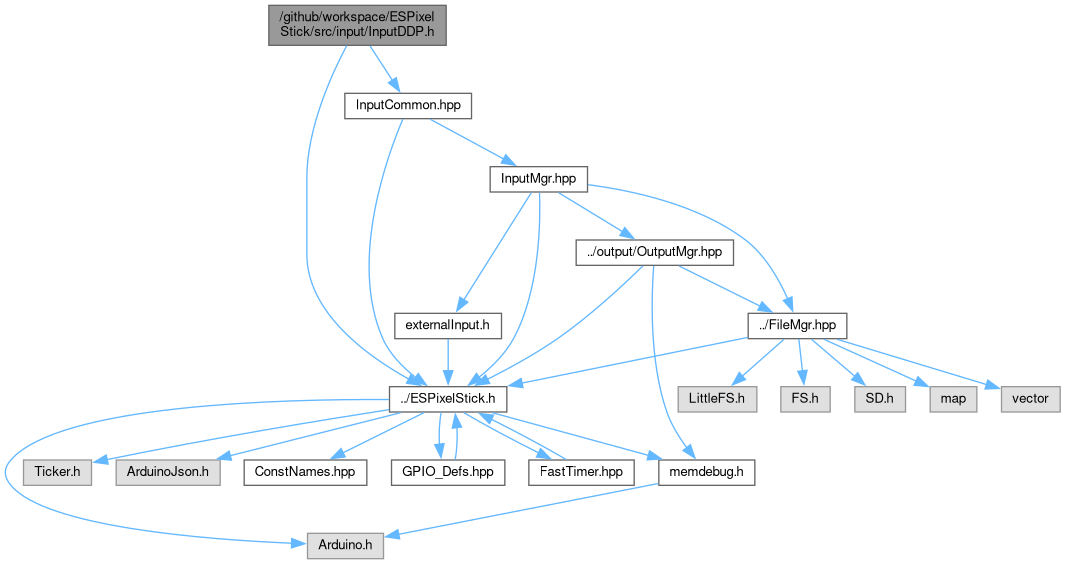 /github/workspace/ESPixel
Stick/src/input/InputDDP.h
InputCommon.hpp
InputMgr.hpp
../output/OutputMgr.hpp
externalInput.h
../FileMgr.hpp
../ESPixelStick.h
LittleFS.h
FS.h
SD.h
map
vector
Ticker.h
ArduinoJson.h
ConstNames.hpp
GPIO_Defs.hpp
FastTimer.hpp
memdebug.h
Arduino.h